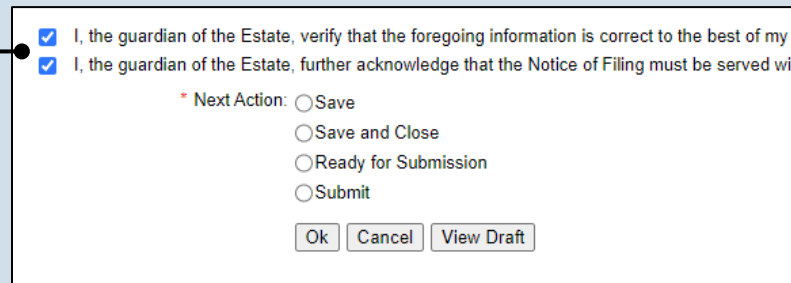 I, the guardian of the Estate, verify that the foregoing information is correct to the best of my
I, the guardian of the Estate, further acknowledge that the Notice of Filing must be served wi
* Next Action: Save
Save and Close
Ready for Submission
Submit
Ok Cancel View Draft